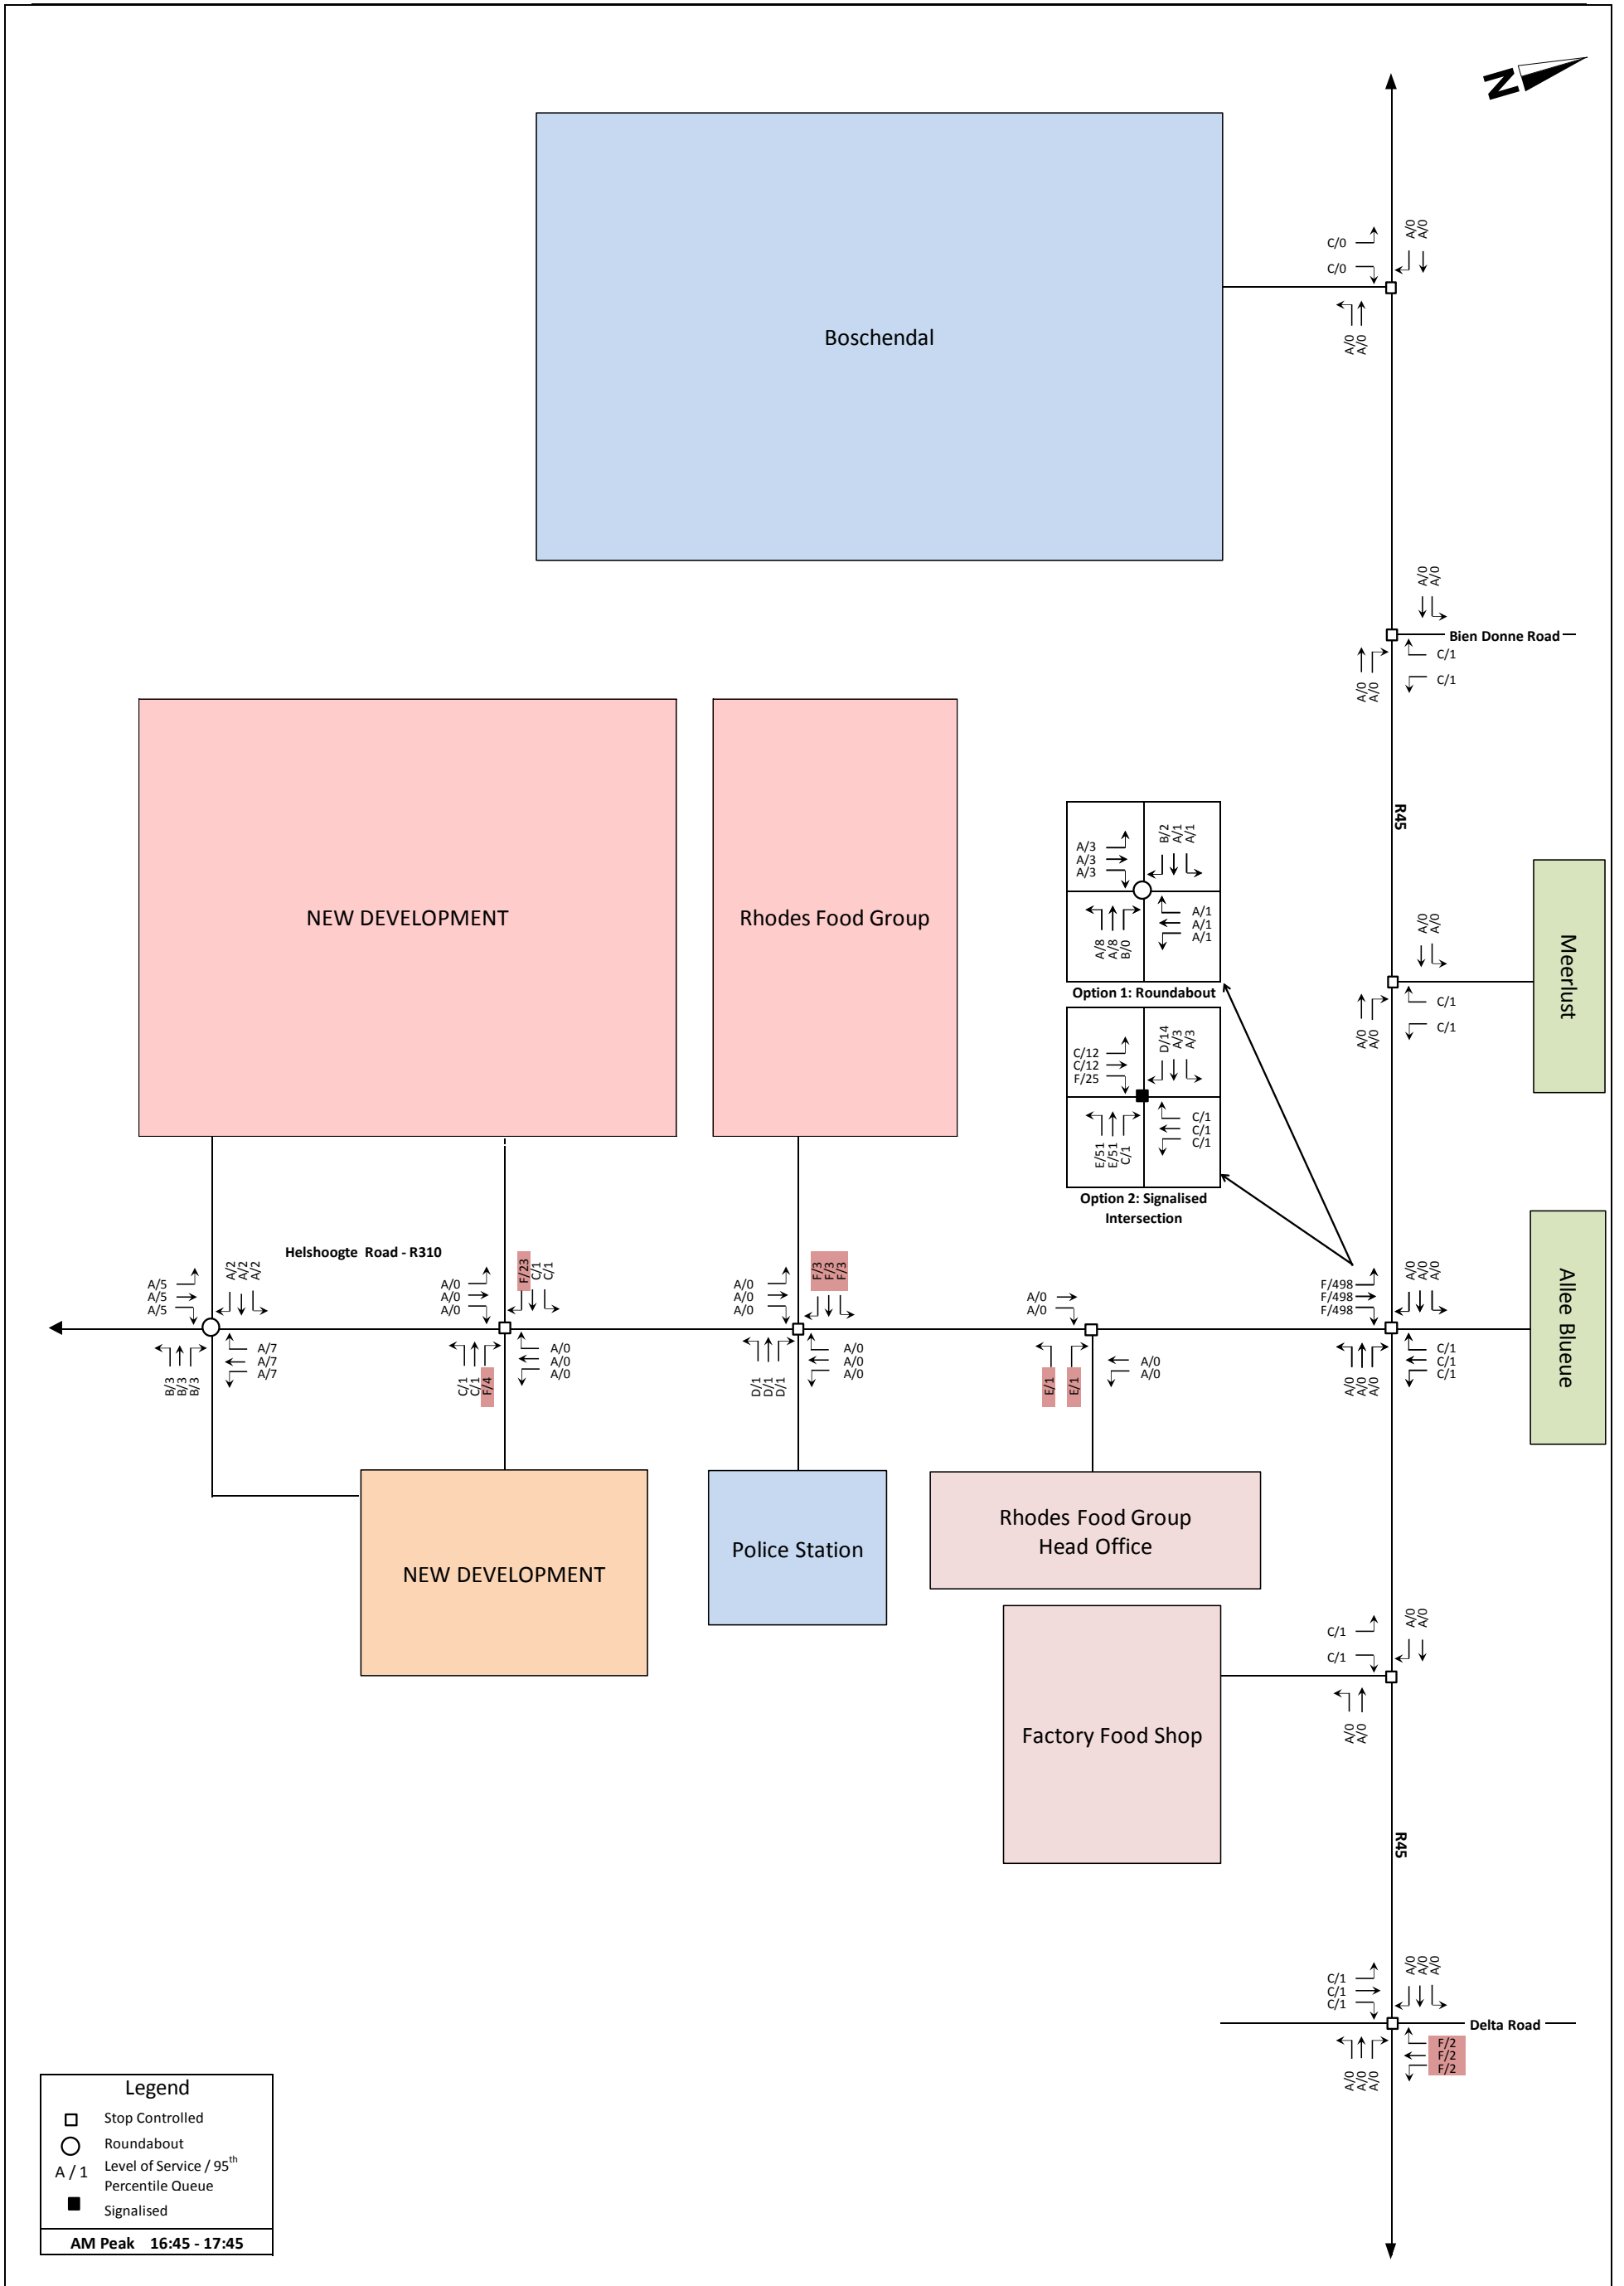 N
C/0
C/0
A/0
A/0
A/0
A/0
Boschendal
A/0
A/0
Bien Donne Road
C/1
C/1
A/0
A/0
R45
NEW DEVELOPMENT
Rhodes Food Group
A/3
A/3
A/3
B/2
A/1
A/1
A/8
A/8
B/0
A/1
A/1
A/1
Option 1: Roundabout
C/12
C/12
F/25
D/14
A/3
A/3
E/51
E/51
C/1
C/1
C/1
C/1
Option 2: Signalised
Intersection
A/0
A/0
C/1
C/1
A/0
A/0
Meerlust
Helshoogte Road - R310
A/5
A/5
A/5
A/2
A/2
A/2
B/3
B/3
B/3
A/7
A/7
A/7
A/0
A/0
A/0
F/23
C/1
C/1
C/1
C/1
F/4
A/0
A/0
A/0
A/0
A/0
A/0
F/3
F/3
F/3
D/1
D/1
D/1
A/0
A/0
A/0
A/0
A/0
E/1
E/1
A/0
A/0
F/498
F/498
F/498
A/0
A/0
A/0
A/0
A/0
A/0
C/1
C/1
C/1
Allee Blueue
NEW DEVELOPMENT
Police Station
Rhodes Food Group
Head Office
Factory Food Shop
C/1
C/1
A/0
A/0
A/0
A/0
R45
C/1
C/1
C/1
A/0
A/0
A/0
Delta Road
A/0
A/0
A/0
F/2
F/2
F/2
Legend
Stop Controlled
Roundabout
A / 1 Level of Service / 95th
Percentile Queue
Signalised
AM Peak 16:45 - 17:45